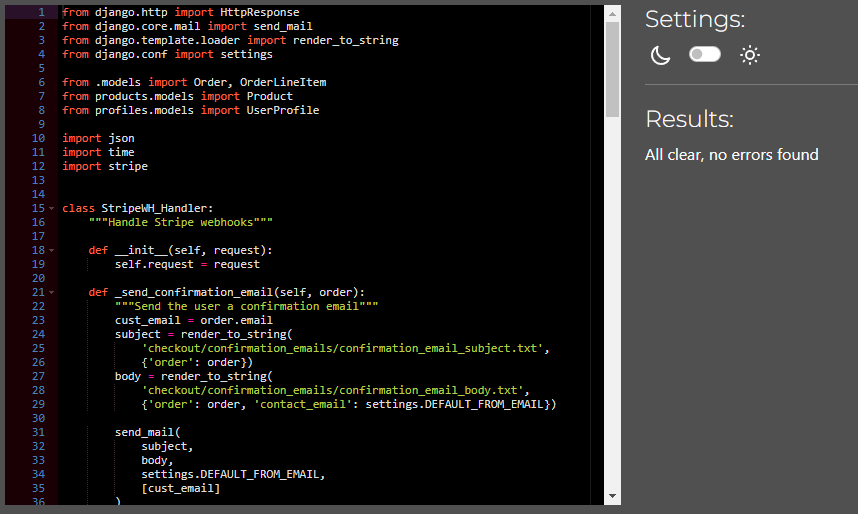 1 from django.http import HttpResponse
2 from django.core.mail import send_mail
3 from django.template.loader import render_to_string
4 from django.conf import settings
5
6 from .models import Order, OrderLineItem
7 from products.models import Product
8 from profiles.models import UserProfile
9
10 import json
11 import time
12 import stripe
13
14
15 class StripeWH_Handler:
16     """Handle Stripe webhooks"""
17
18     def __init__(self, request):
19         self.request = request
20
21     def _send_confirmation_email(self, order):
22         """Send the user a confirmation email"""
23         cust_email = order.email
24         subject = render_to_string(
25             'checkout/confirmation_emails/confirmation_email_subject.txt',
26             {'order': order})
27         body = render_to_string(
28             'checkout/confirmation_emails/confirmation_email_body.txt',
29             {'order': order, 'contact_email': settings.DEFAULT_FROM_EMAIL})
30
31         send_mail(
32             subject,
33             body,
34             settings.DEFAULT_FROM_EMAIL,
35             [cust_email]
36         )
Settings:
Results:
All clear, no errors found